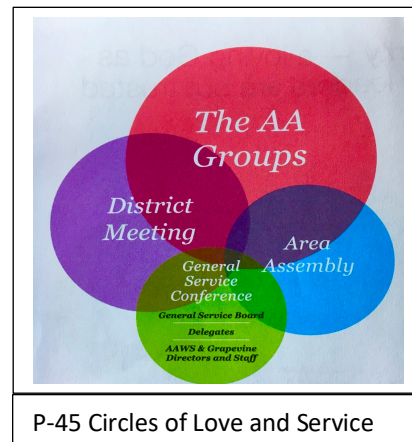 The AA
Groups
District
Meeting
Area
Assembly
General
Service
Conference
General Service Board
Delegates
AAWS & Grapevine
Directors and Staff
P-45 Circles of Love and Service